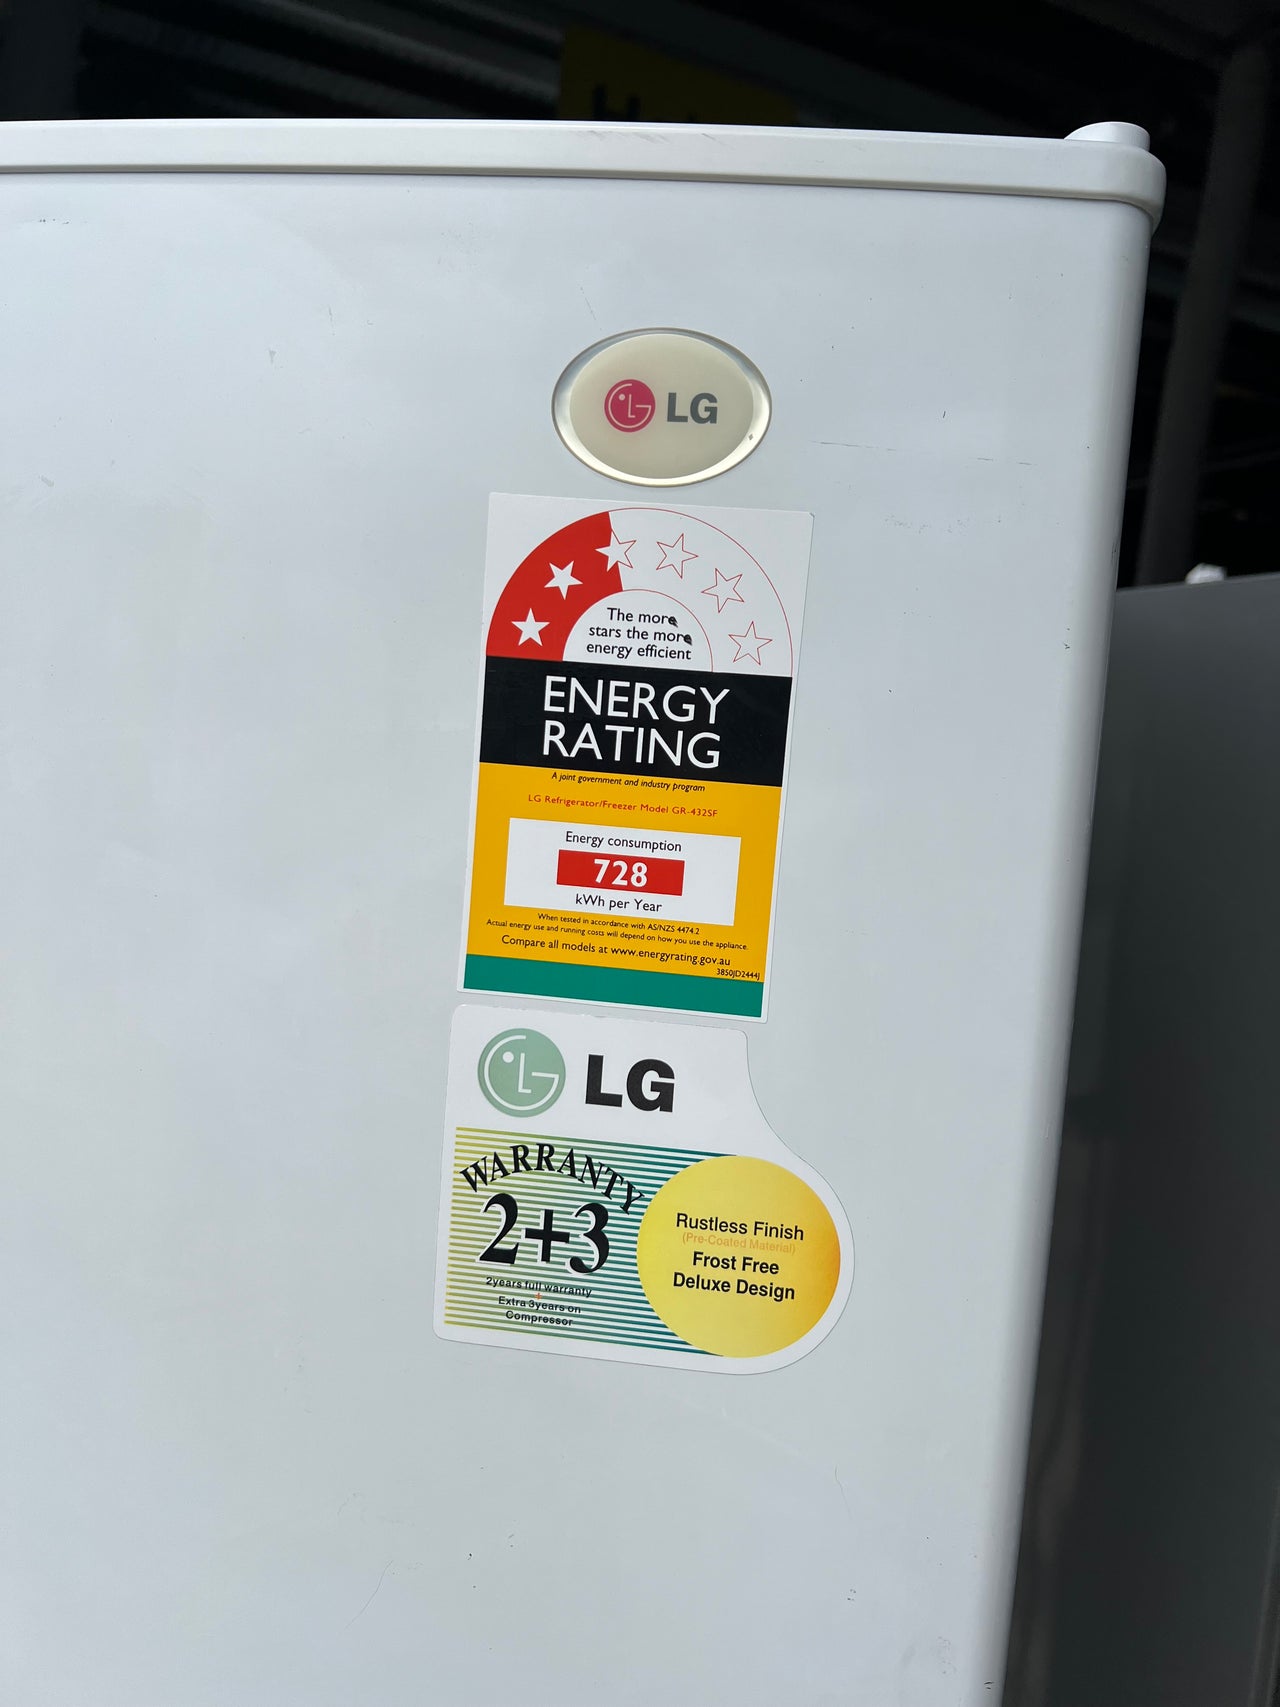 LG
The more
stars the more
energy efficient
ENERGY
RATING
A joint government and industry program
LG Refrigerator/Freezer Model GR-432SF
Energy consumption
728
kWh per Year
When tested in accordance with AS/NZS 4474.2
Actual energy use and running costs will depend on how you use the appliance.
Compare all models at www.energyrating.gov.au
3850JD2444J
LG
WARRANTY
2+3
2years full warranty
+
Extra 3years on
Compressor
Rustless Finish
(Pre-Coated Material)
Frost Free
Deluxe Design